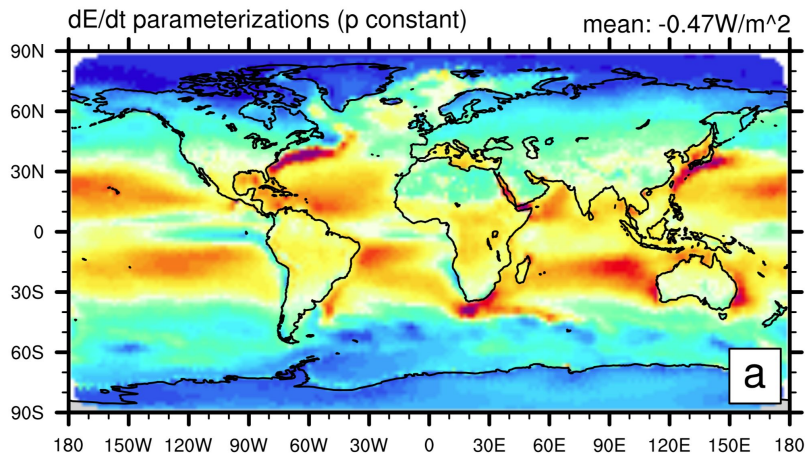 dE/dt parameterizations (p constant) mean: -0.47W/m^2
90N
60N
30N
0
30S
60S
90S
a
180 150W 120W 90W 60W 30W 0 30E 60E 90E 120E 150E 180